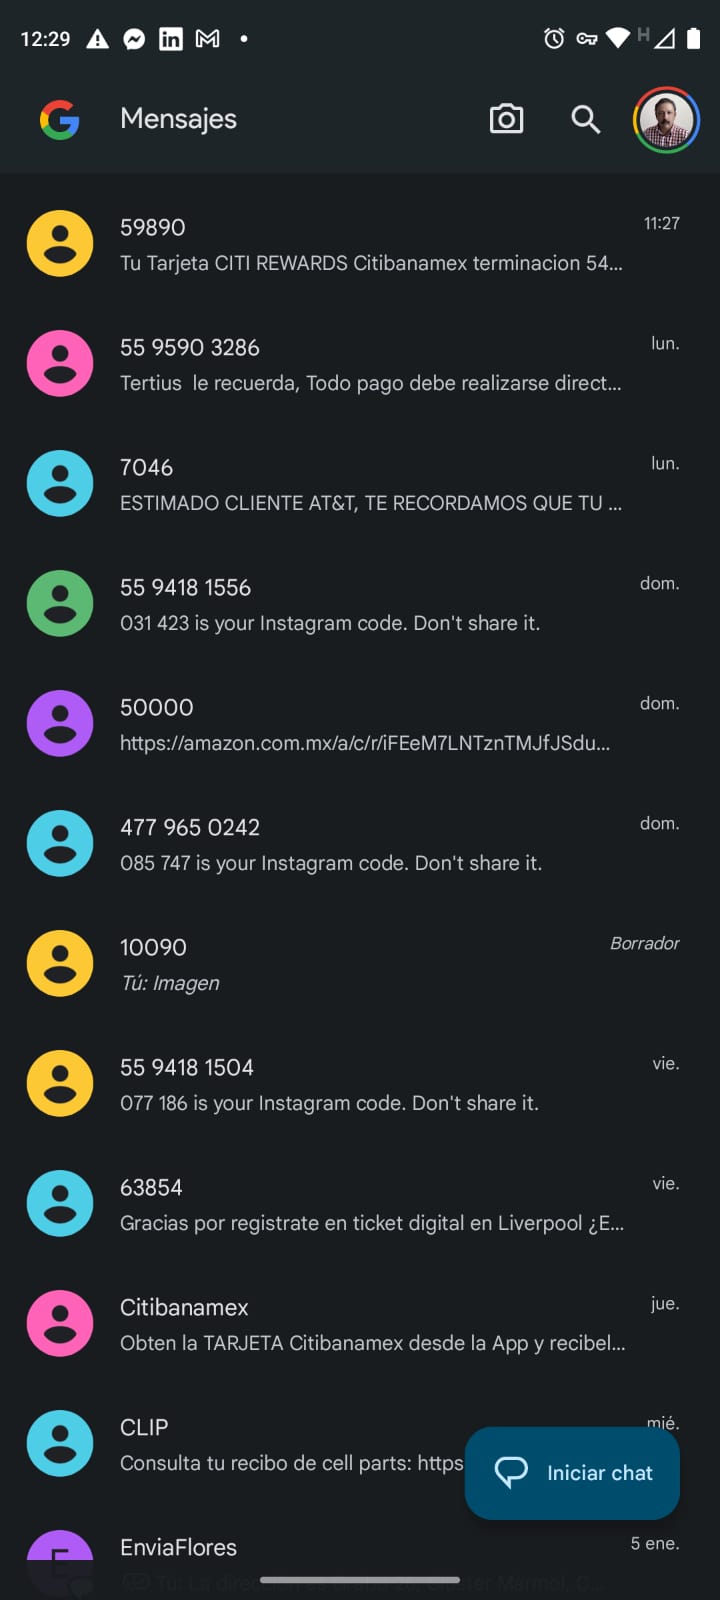 12:29
H
Mensajes
59890
11:27
Tu Tarjeta CITI REWARDS Citibanamex terminacion 54...
55 9590 3286
lun.
Tertius  le recuerda, Todo pago debe realizarse direct...
7046
lun.
ESTIMADO CLIENTE AT&T, TE RECORDAMOS QUE TU ...
55 9418 1556
dom.
031 423 is your Instagram code. Don't share it.
50000
dom.
https://amazon.com.mx/a/c/r/iFEeM7LNTznTMJfJSdu...
477 965 0242
dom.
085 747 is your Instagram code. Don't share it.
10090
Borrador
Tú: Imagen
55 9418 1504
vie.
077 186 is your Instagram code. Don't share it.
63854
vie.
Gracias por registrate en ticket digital en Liverpool ¿E...
Citibanamex
jue.
Obten la TARJETA Citibanamex desde la App y recibel...
CLIP
mié.
Consulta tu recibo de cell parts: https
Iniciar chat
EnviaFlores
5 ene.
E